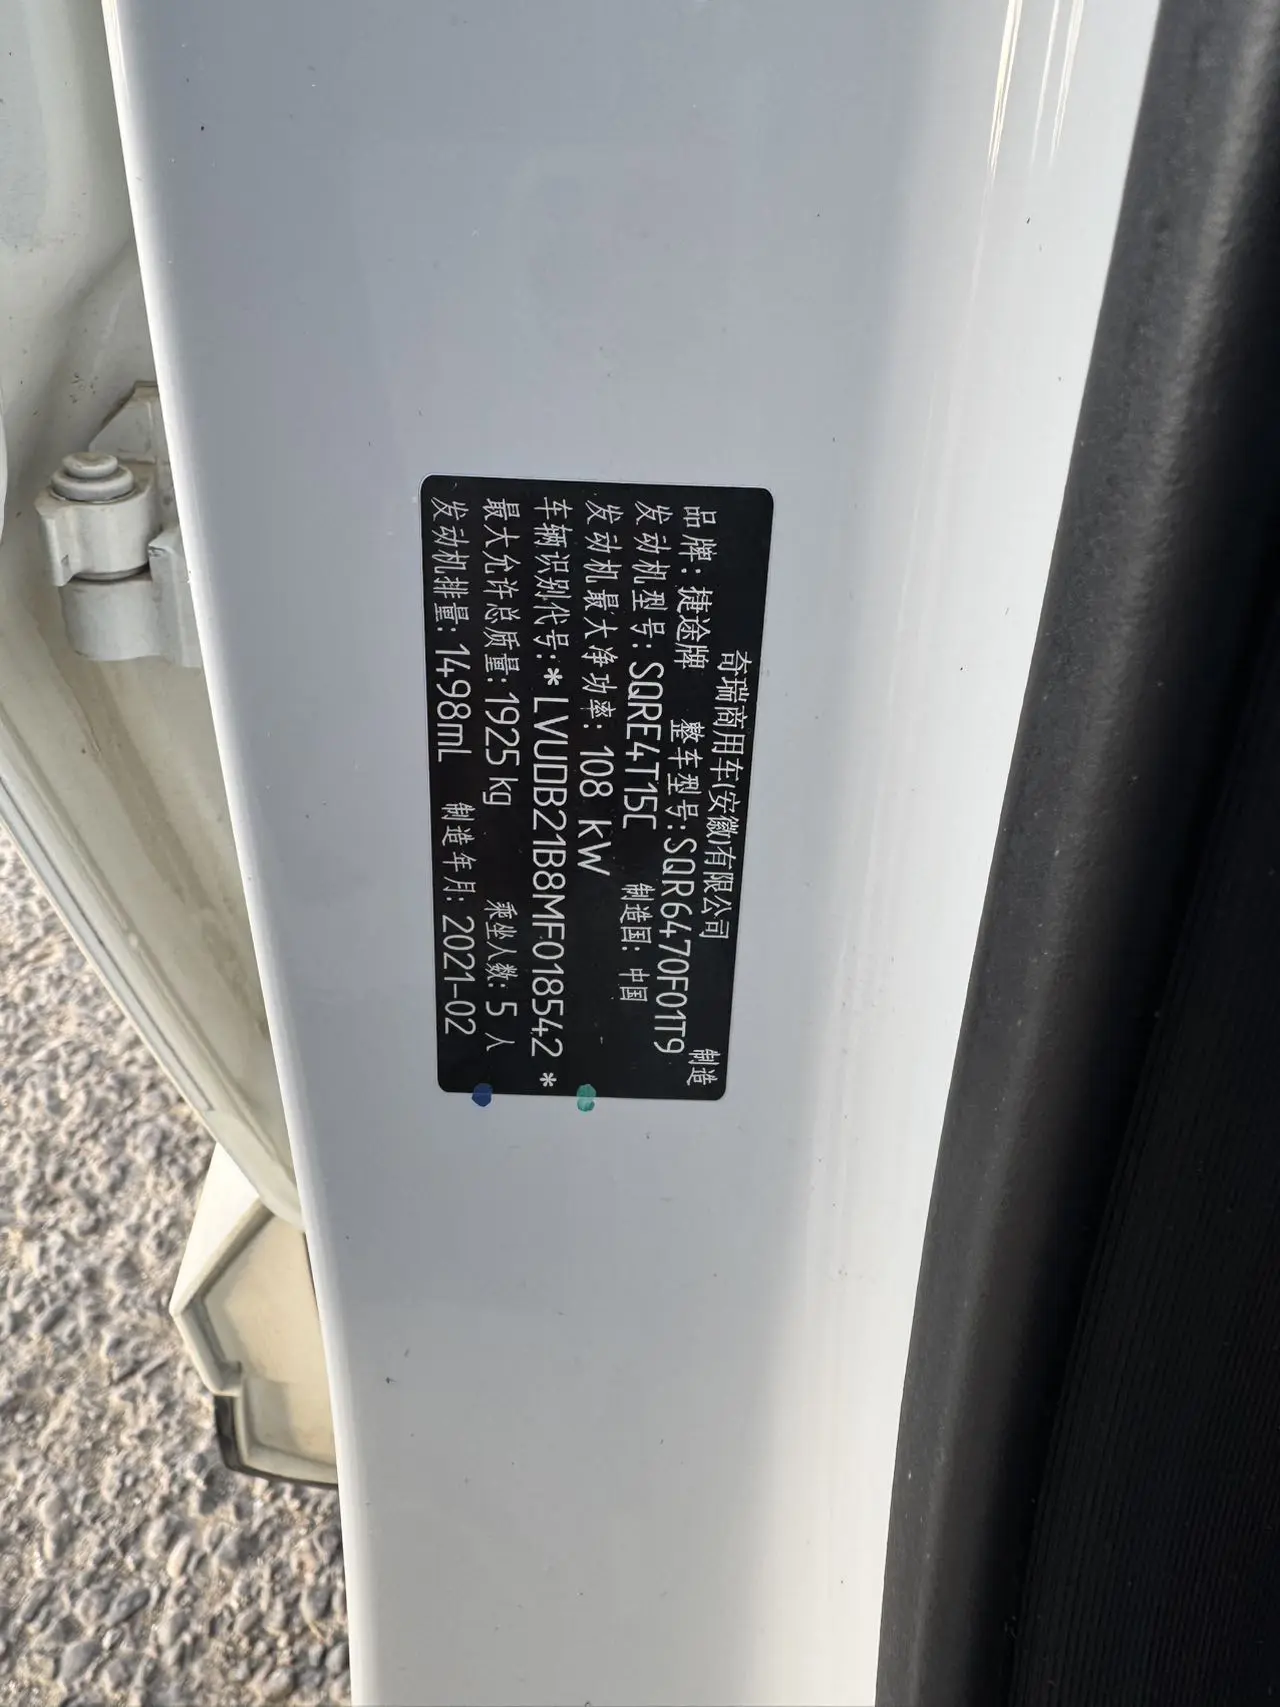 奇瑞商用车(安徽)有限公司 制造
品牌：捷途牌 整车型号：SQR6470F01T9
发动机型号：SQRE4T15C 制造国：中国
发动机最大净功率：108 kW
车辆识别代号：*LVUDB21B8MF018542*
最大允许总质量：1925 kg 乘坐人数：5 人
发动机排量：1498mL 制造年月：2021-02